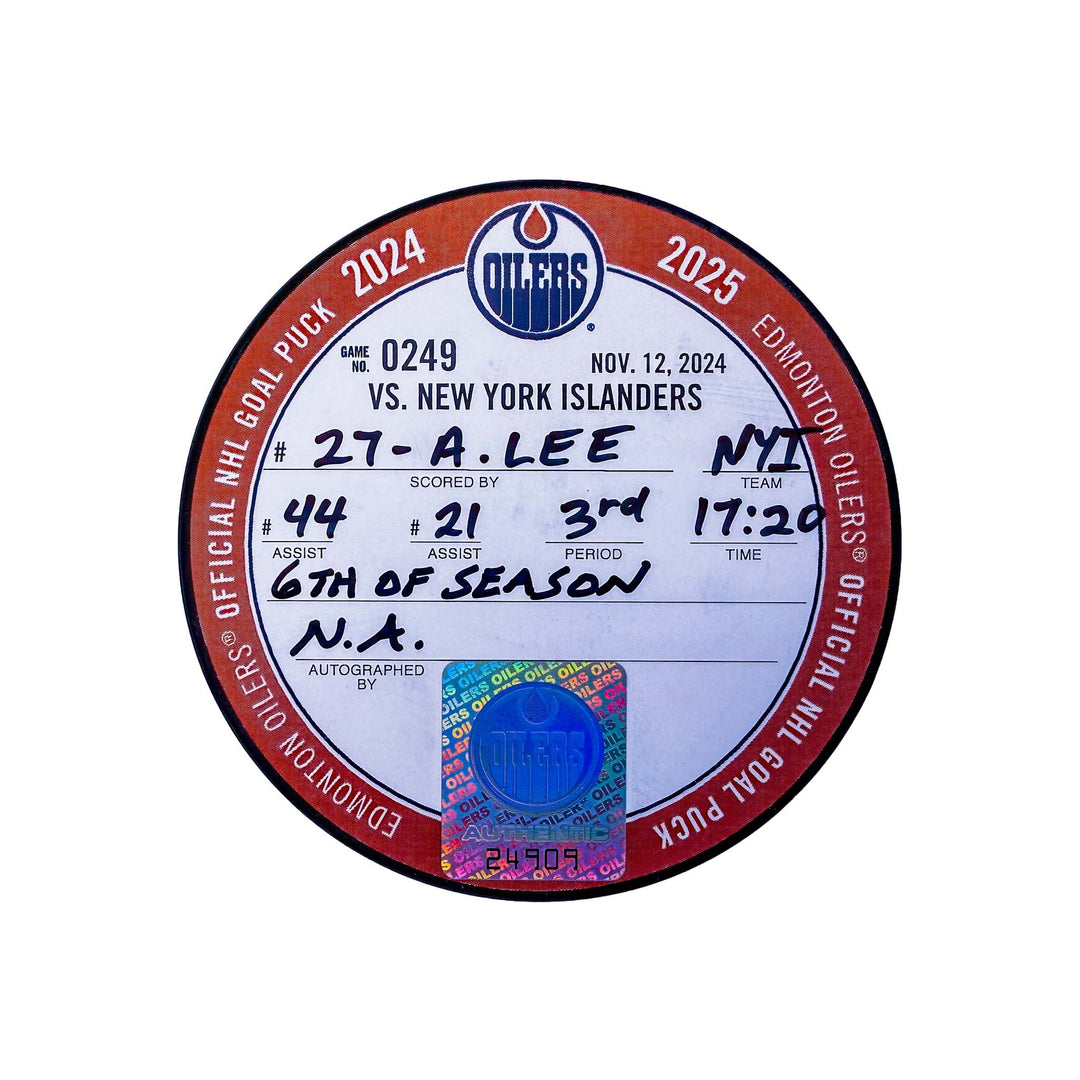 2024
2025
OILERS®
EDMONTON OILERS® OFFICIAL NHL GOAL PUCK
EDMONTON OILERS® OFFICIAL NHL GOAL PUCK
GAME NO. 0249 NOV. 12, 2024
VS. NEW YORK ISLANDERS
# 27-A. LEE NYI
SCORED BY TEAM
# 44 # 21 3rd 17:20
ASSIST ASSIST PERIOD TIME
6TH OF SEASON
N.A.
AUTOGRAPHED
BY
OILERS
AUTHENTIC
24909